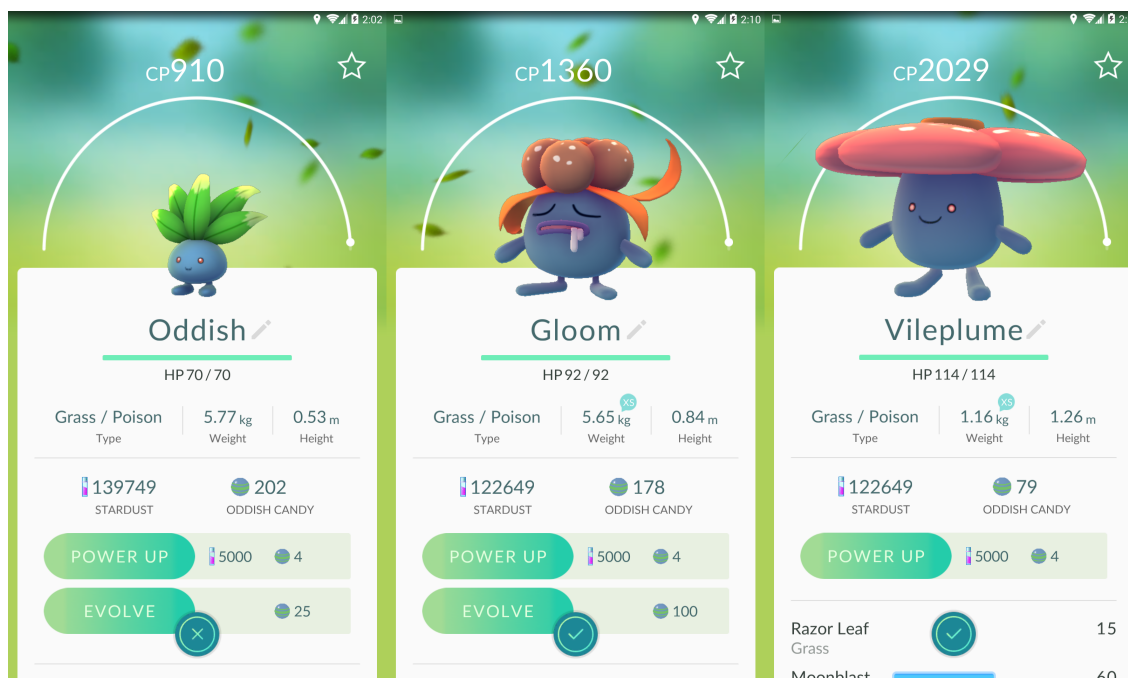 2:02
CP910
Oddish
HP 70 / 70
Grass / Poison
5.77 kg
0.53 m
Type
Weight
Height
139749
202
STARDUST
ODDISH CANDY
POWER UP
5000
4
EVOLVE
25
2:10
CP1360
Gloom
HP 92 / 92
X5
Grass / Poison
5.65 kg
0.84 m
Type
Weight
Height
122649
178
STARDUST
ODDISH CANDY
POWER UP
5000
4
EVOLVE
100
CP2029
Vileplume
HP 114 / 114
X5
Grass / Poison
1.16 kg
1.26 m
Type
Weight
Height
122649
79
STARDUST
ODDISH CANDY
POWER UP
5000
4
Razor Leaf
15
Grass
Moonblast
60